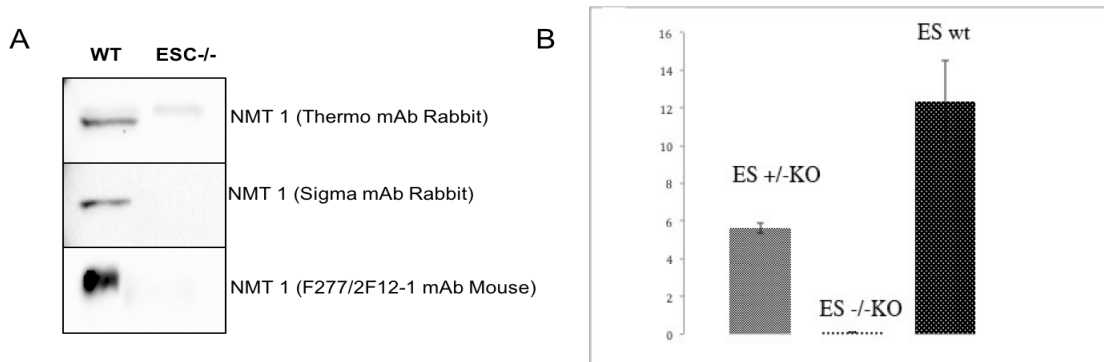 A
WT ESC-/-
NMT 1 (Thermo mAb Rabbit)
NMT 1 (Sigma mAb Rabbit)
NMT 1 (F277/2F12-1 mAb Mouse)
B
16
14
12
10
8
6
4
2
0
ES +/-KO
ES -/-KO
ES wt